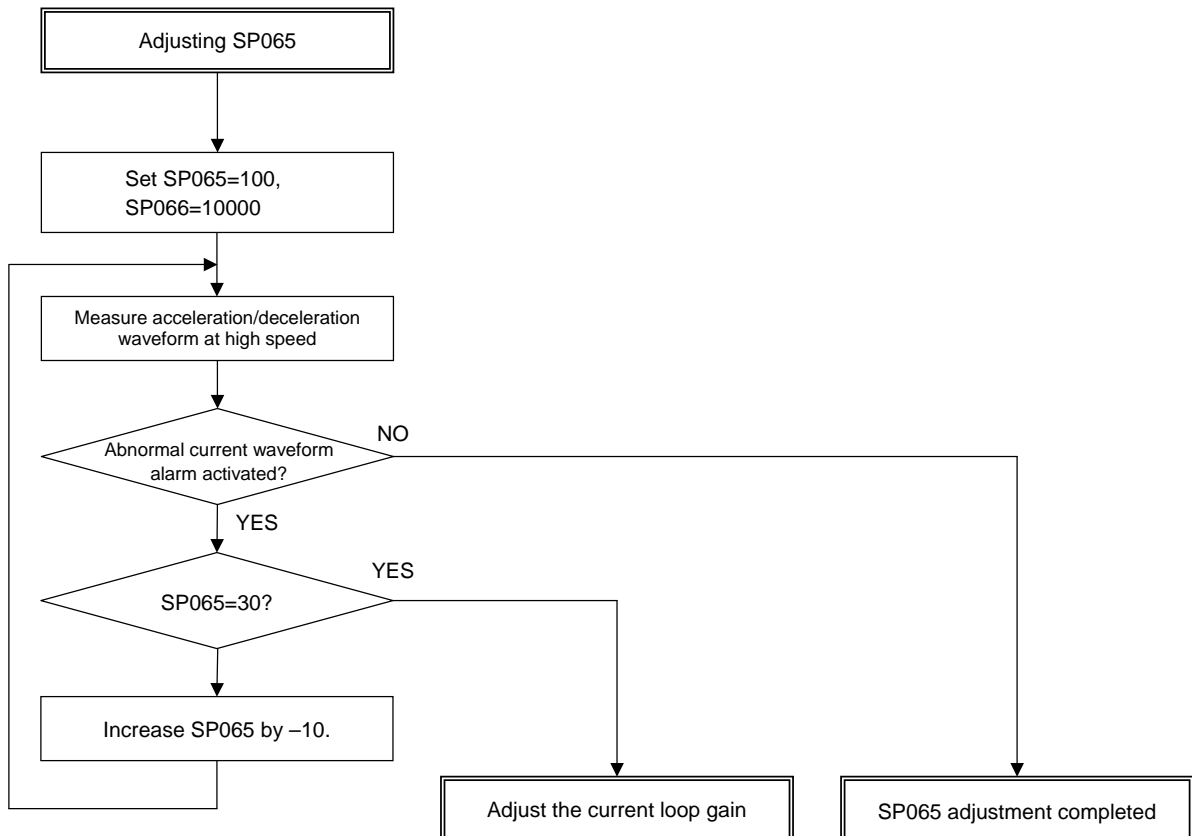 Adjusting SP065
Set SP065=100,
SP066=10000
Measure acceleration/deceleration
waveform at high speed
Abnormal current waveform
alarm activated?
NO
YES
SP065=30?
YES
Increase SP065 by –10.
Adjust the current loop gain
SP065 adjustment completed